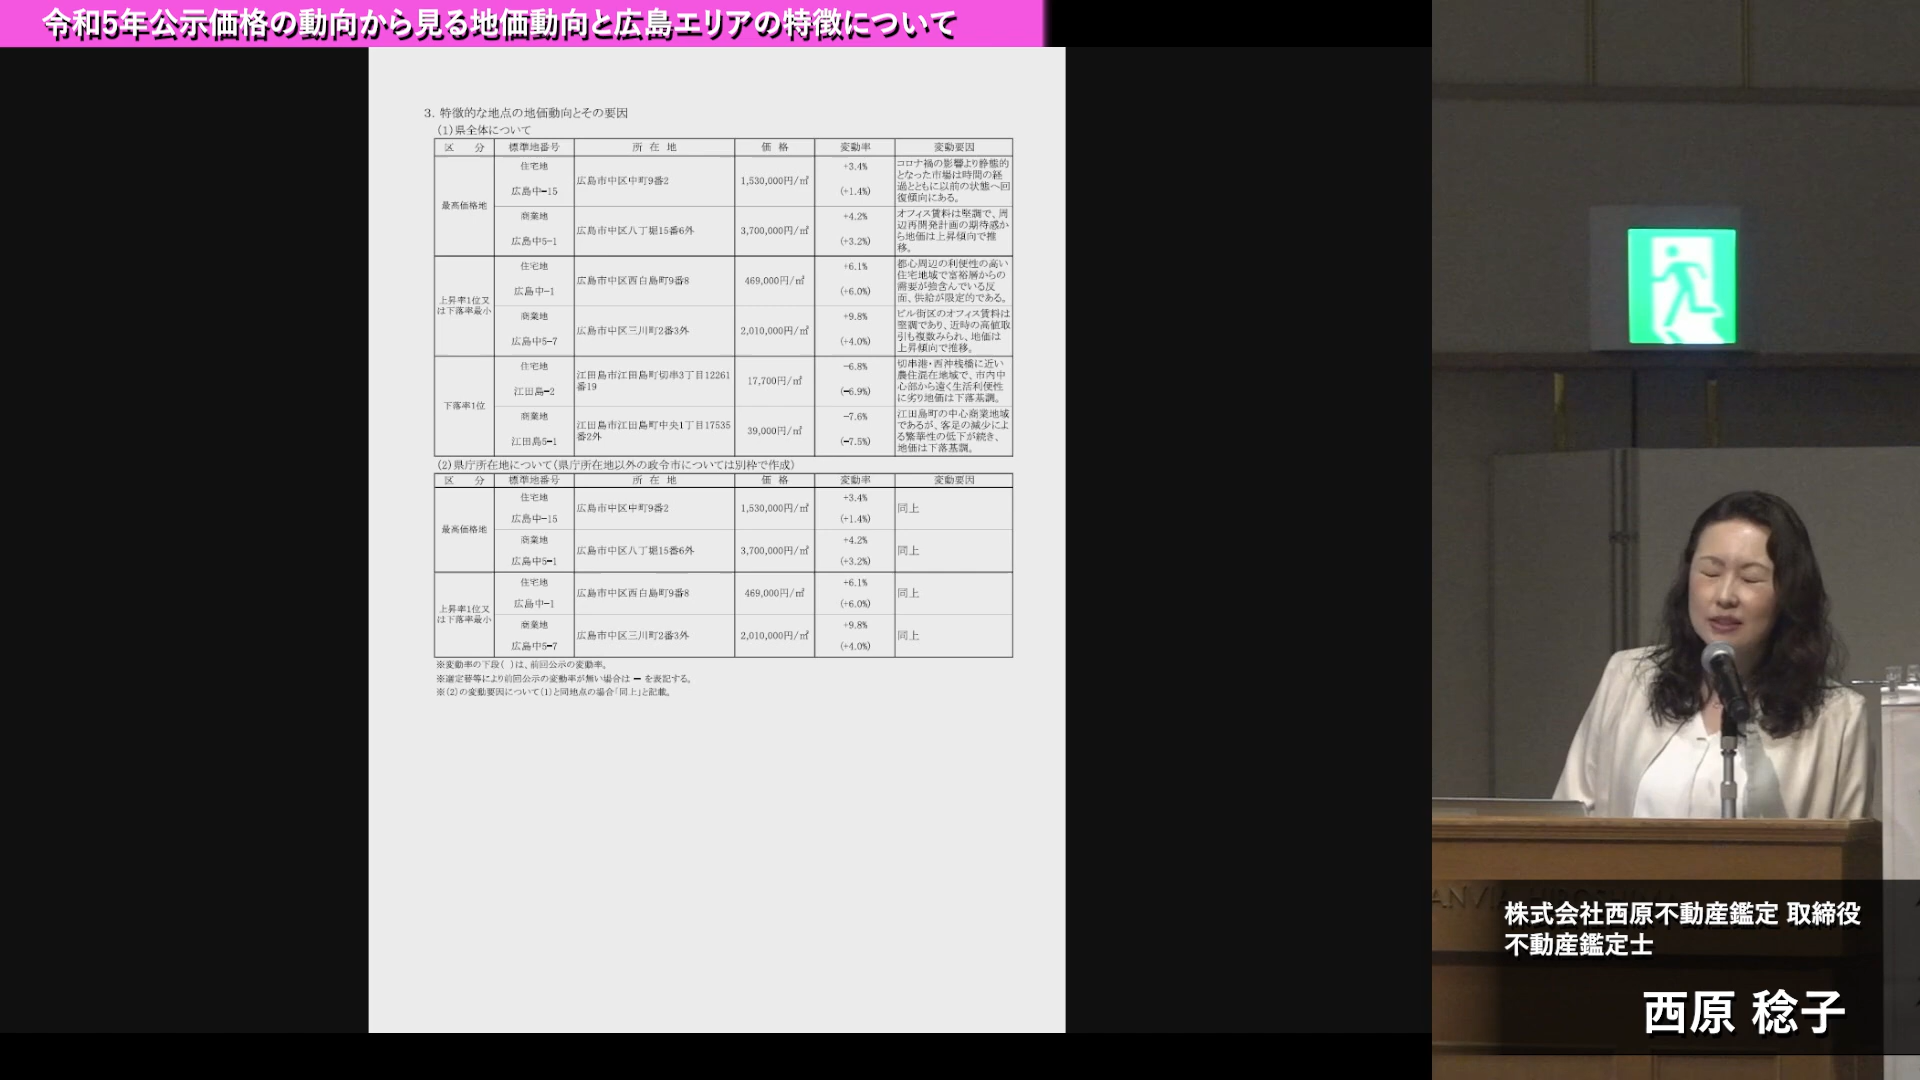 令和5年公示価格の動向から見る地価動向と広島エリアの特徴について
3. 特徴的な地点の地価動向とその要因
(1)県全体について
区 分 標準地番号 所 在 地 価 格 変動率 変動要因
最高価格地
住宅地
広島中-15
広島市中区中町9番2
1,530,000円/㎡
+3.4%
(+1.4%)
コロナ禍の影響より静態的
となった市場は時間の経
過とともに以前の状態へ回
復傾向にある。
商業地
広島中5-1
広島市中区八丁堀15番6外
3,700,000円/㎡
+4.2%
(+3.2%)
オフィス賃料は堅調で、周
辺再開発計画の期待感か
ら地価は上昇傾向で推
移。
上昇率1位又
は下落率最小
住宅地
広島中-1
広島市中区西白島町9番8
469,000円/㎡
+6.1%
(+6.0%)
都心周辺の利便性の高い
住宅地域で富裕層からの
需要が強含んでいる反
面、供給が限定的である。
商業地
広島中5-7
広島市中区三川町2番3外
2,010,000円/㎡
+9.8%
(+4.0%)
ビル街区のオフィス賃料は
堅調であり、近時の高値取
引も複数みられ、地価は
上昇傾向で推移。
下落率1位
住宅地
江田島-2
江田島市江田島町切串3丁目12261
番19
17,700円/㎡
-6.8%
(-6.9%)
切串港・西沖桟橋に近い
農住混在地域で、市内中
心部から遠く生活利便性
に劣り地価は下落基調。
商業地
江田島5-1
江田島市江田島町中央1丁目17535
番2外
39,000円/㎡
-7.6%
(-7.5%)
江田島町の中心商業地域
であるが、客足の減少によ
る繁華性の低下が続き、
地価は下落基調。
(2)県庁所在地について(県庁所在地以外の政令市については別枠で作成)
区 分 標準地番号 所 在 地 価 格 変動率 変動要因
最高価格地
住宅地
広島中-15
広島市中区中町9番2
1,530,000円/㎡
+3.4%
(+1.4%)
同上
商業地
広島中5-1
広島市中区八丁堀15番6外
3,700,000円/㎡
+4.2%
(+3.2%)
同上
上昇率1位又
は下落率最小
住宅地
広島中-1
広島市中区西白島町9番8
469,000円/㎡
+6.1%
(+6.0%)
同上
商業地
広島中5-7
広島市中区三川町2番3外
2,010,000円/㎡
+9.8%
(+4.0%)
同上
※変動率の下段( )は、前回公示の変動率。
※選定替等により前回公示の変動率が無い場合は ー を表記する。
※(2)の変動要因について(1)と同地点の場合「同上」と記載。
株式会社西原不動産鑑定 取締役
不動産鑑定士
西原 稔子